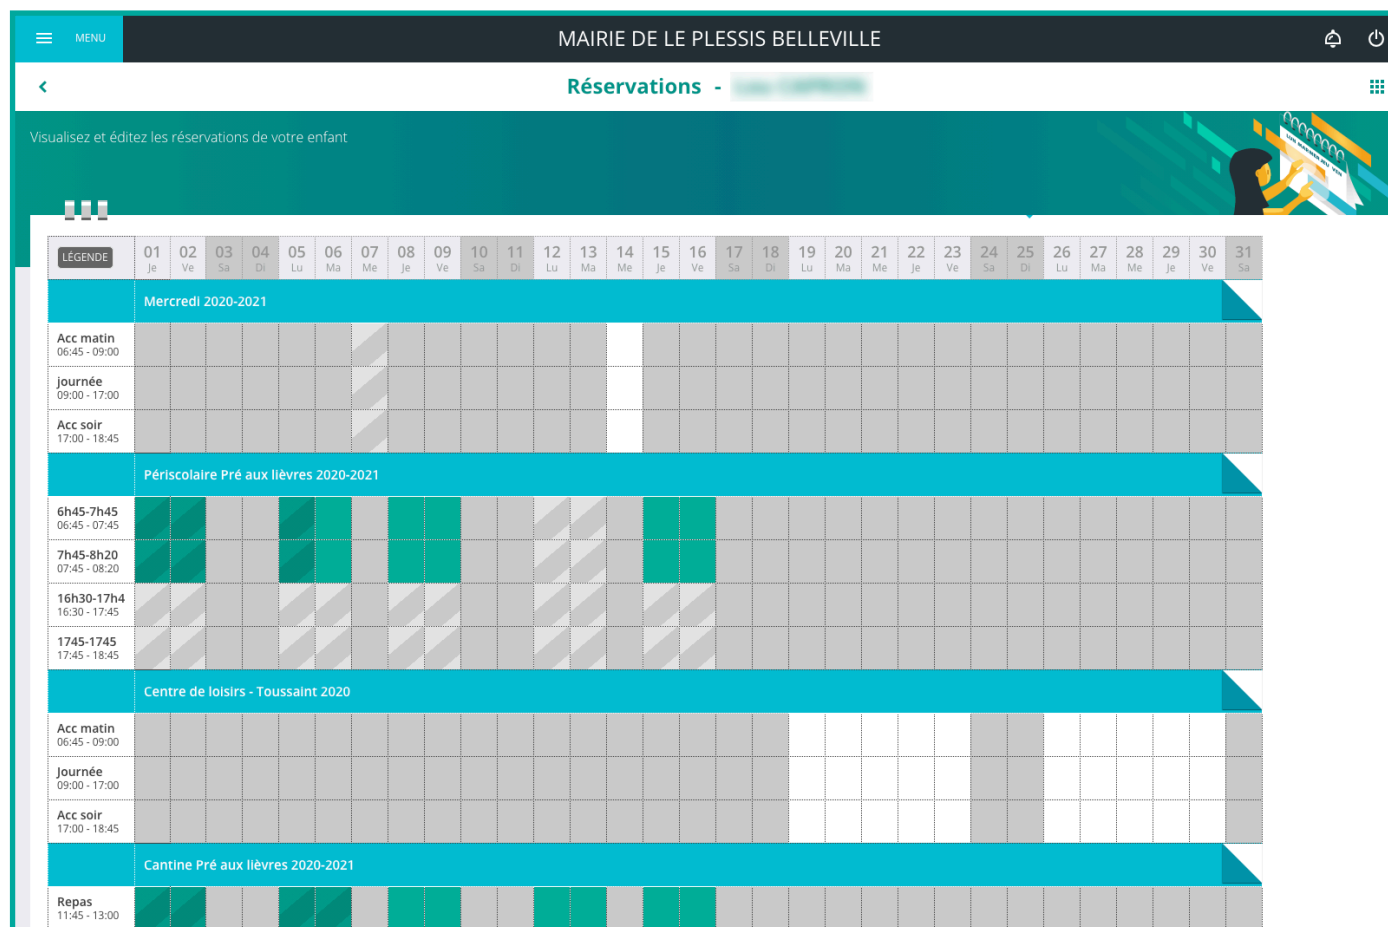 MENU
MAIRIE DE LE PLESSIS BELLEVILLE
Réservations -
Visualisez et éditez les réservations de votre enfant
LÉGENDE
01 02 03 04 05 06 07 08 09 10 11 12 13 14 15 16 17 18 19 20 21 22 23 24 25 26 27 28 29 30 31
Je Ve Sa Di Lu Ma Me Je Ve Sa Di Lu Ma Me Je Ve Sa Di Lu Ma Me Je Ve Sa Di Lu Ma Me Je Ve Sa
Mercredi 2020-2021
Acc matin
06:45 - 09:00
journée
09:00 - 17:00
Acc soir
17:00 - 18:45
Périscolaire Pré aux lièvres 2020-2021
6h45-7h45
06:45 - 07:45
7h45-8h20
07:45 - 08:20
16h30-17h4
16:30 - 17:45
1745-1745
17:45 - 18:45
Centre de loisirs - Toussaint 2020
Acc matin
06:45 - 09:00
Journée
09:00 - 17:00
Acc soir
17:00 - 18:45
Cantine Pré aux lièvres 2020-2021
Repas
11:45 - 13:00